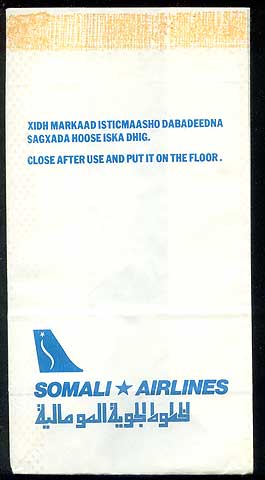 XIDH MARKAAD ISTICMAASHO DABADEEDNA
SAGXADA HOOSE ISKA DHIG.
CLOSE AFTER USE AND PUT IT ON THE FLOOR.
SOMALI ★ AIRLINES
الخطوط الجوية الصومالية